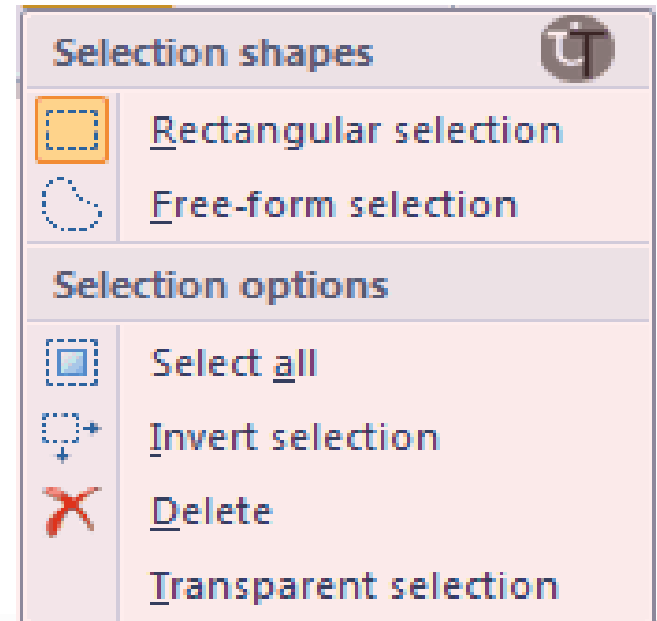 Selection shapes
Rectangular selection
Free-form selection
Selection options
Select all
Invert selection
Delete
Transparent selection